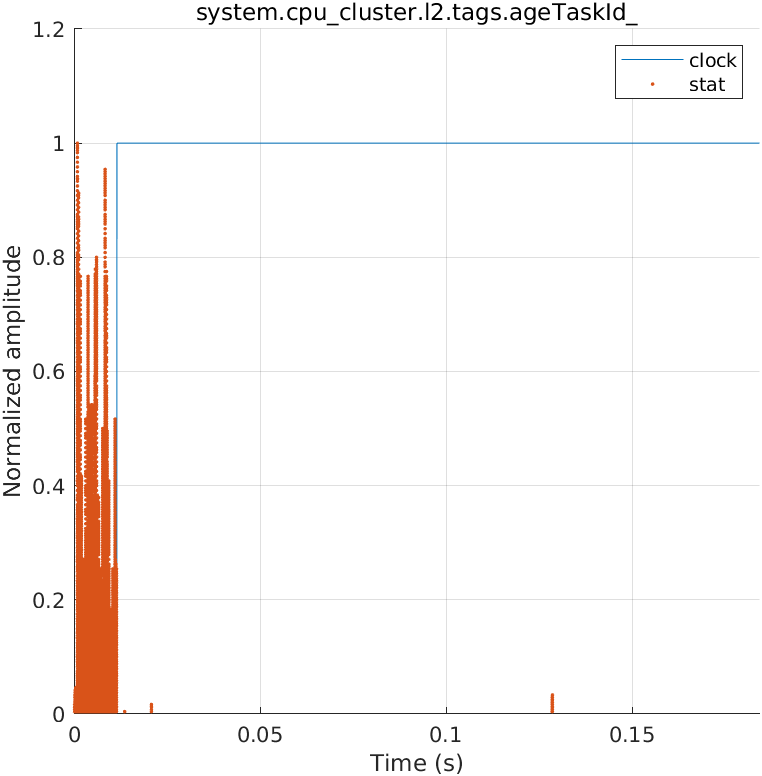 system.cpu_cluster.l2.tags.ageTaskId_
clock
stat
1.2
1
0.8
0.6
0.4
0.2
0
Normalized amplitude
0
0.05
0.1
0.15
Time (s)